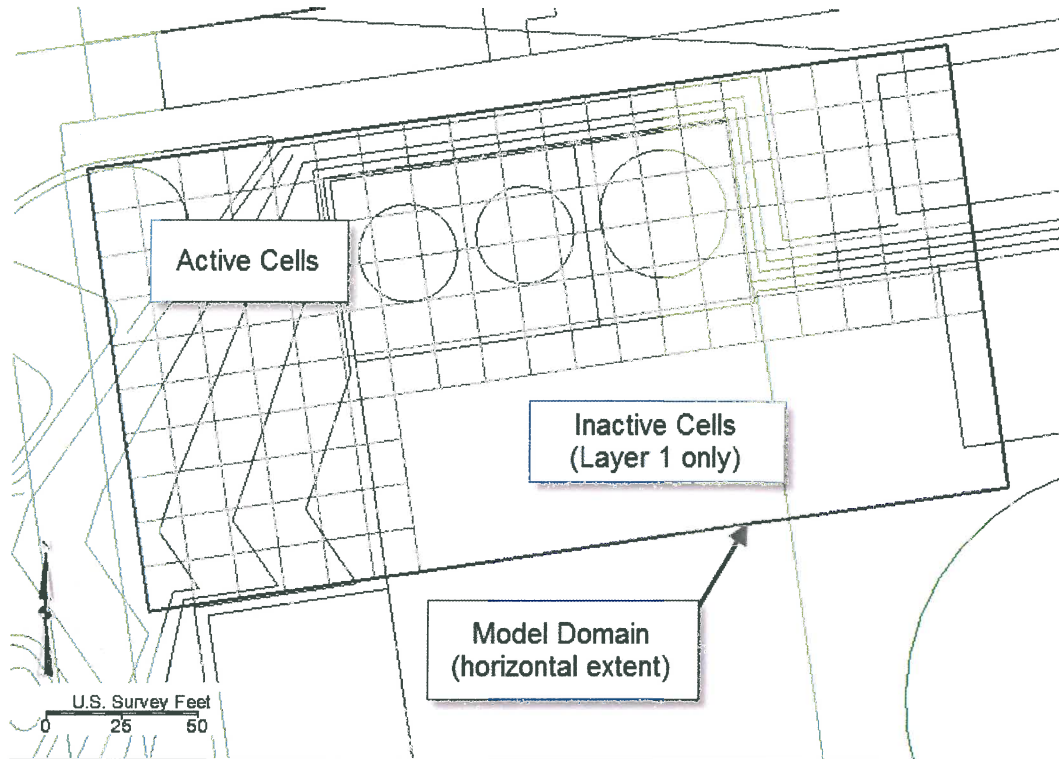 Active Cells
Inactive Cells
(Layer 1 only)
Model Domain
(horizontal extent)
U.S. Survey Feet
0 25 50